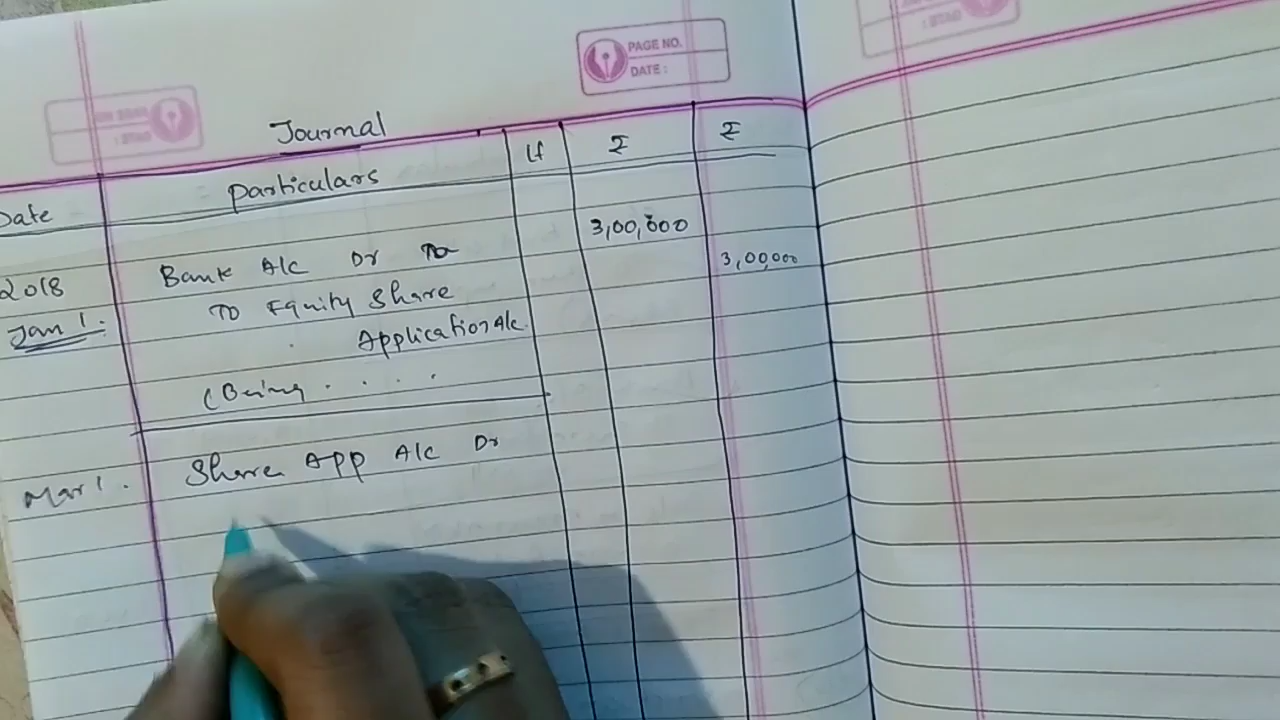 PAGE NO.
DATE :
Journal
Date Particulars LF ₹ ₹
3,00,000
2018 Bank A/c Dr To 3,00,000
Jan 1. TO Equity Share
Application A/c.
(Being . . . .
Mar 1. Share App A/c Dr